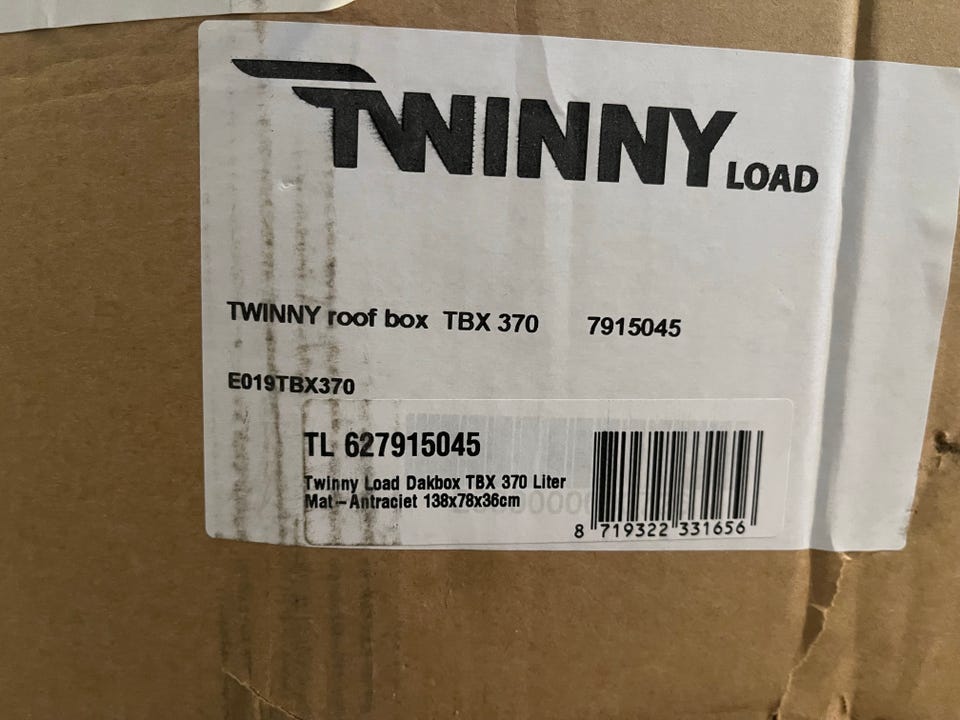 TWINNY LOAD
TWINNY roof box TBX 370 7915045
E019TBX370
TL 627915045
Twinny Load Dakbox TBX 370 Liter
Mat – Antraciet 138x78x36cm
8 719322 331656